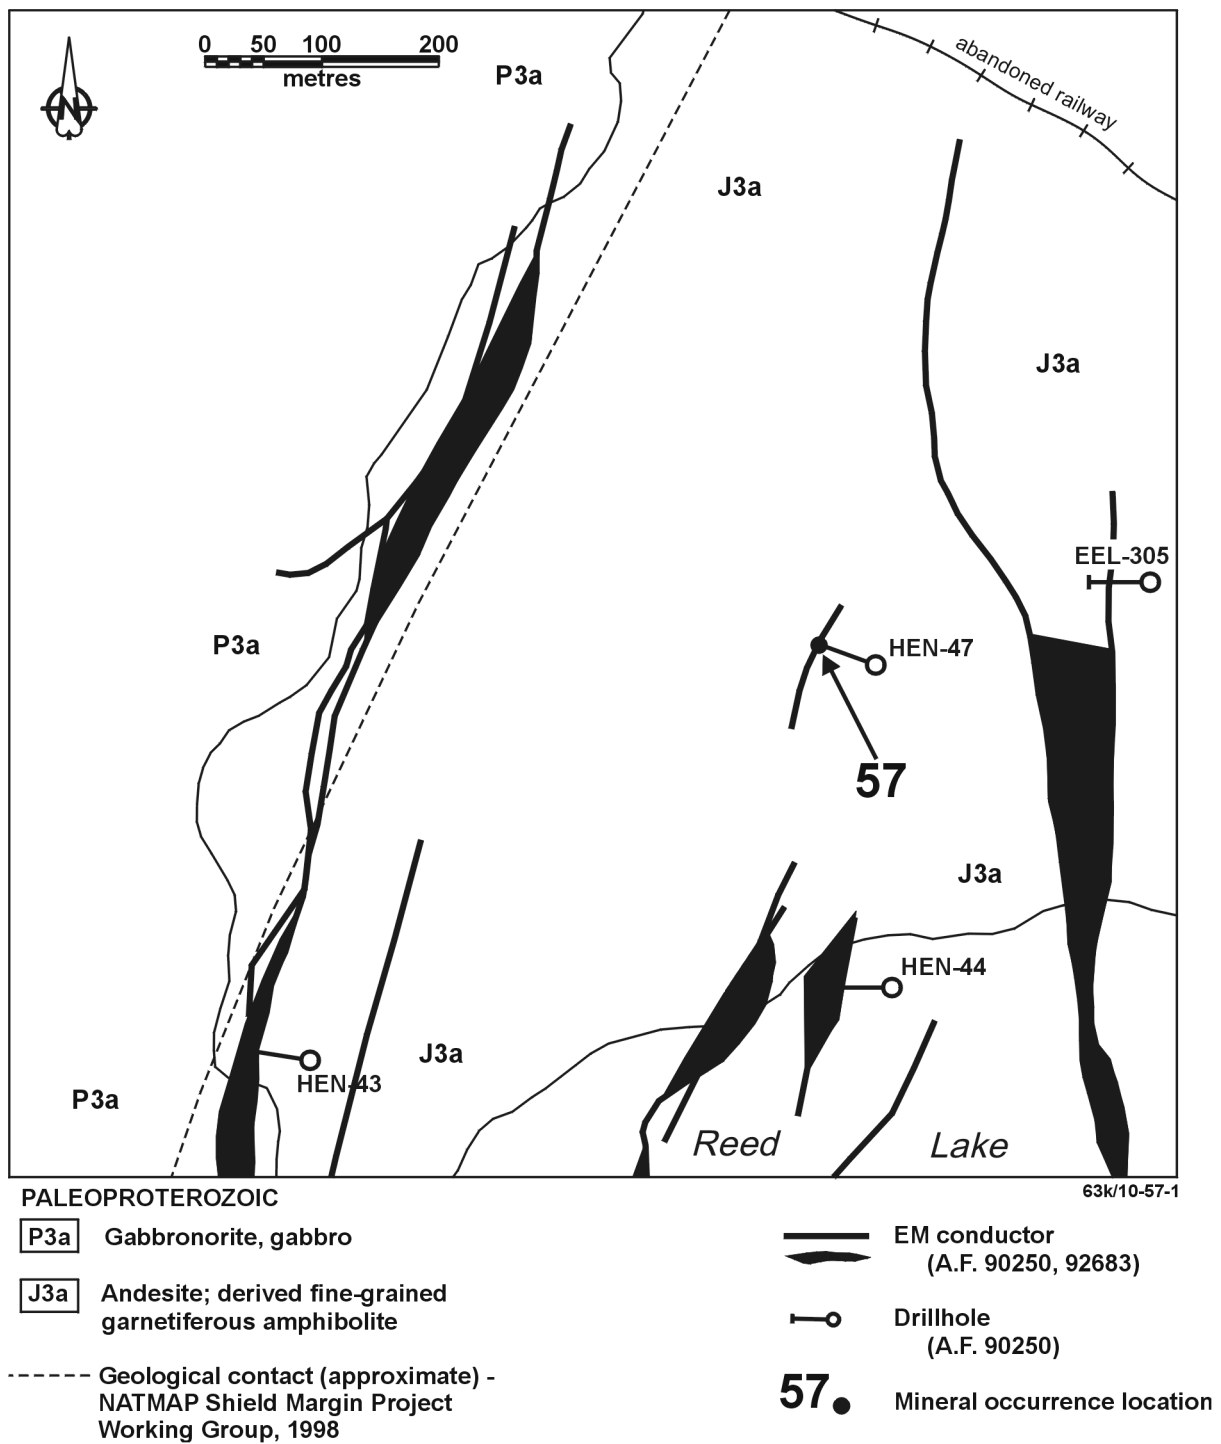 0 50 100 200
metres
N
P3a
abandoned railway
J3a
J3a
EEL-305
P3a
HEN-47
57
J3a
HEN-44
J3a
HEN-43
P3a
Reed Lake
63k/10-57-1
PALEOPROTEROZOIC
P3a Gabbronorite, gabbro
J3a Andesite; derived fine-grained
garnetiferous amphibolite
Geological contact (approximate) -
NATMAP Shield Margin Project
Working Group, 1998
EM conductor
(A.F. 90250, 92683)
Drillhole
(A.F. 90250)
57 Mineral occurrence location